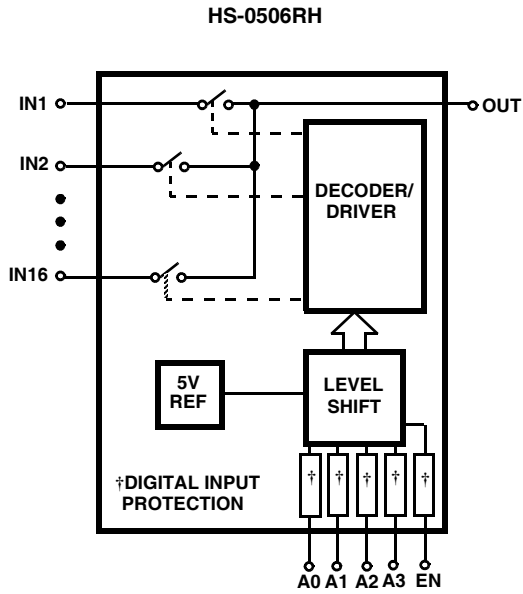 HS-0506RH
IN1
OUT
IN2
DECODER/
DRIVER
IN16
5V
REF
LEVEL
SHIFT
† † † † †
†DIGITAL INPUT
PROTECTION
A0 A1 A2 A3 EN